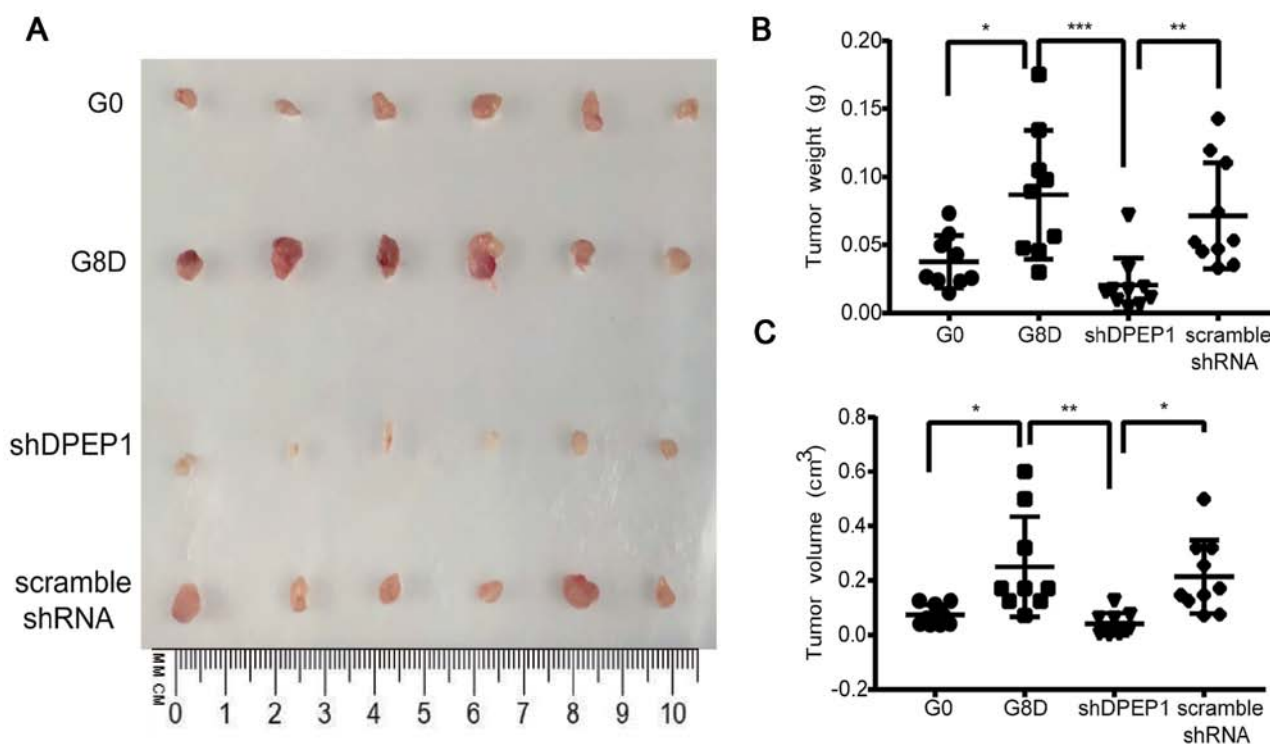 A
G0
G8D
shDPEP1
scramble
shRNA
MM CM
0 1 2 3 4 5 6 7 8 9 10
B
Tumor weight (g)
0.20
0.15
0.10
0.05
0.00
* *** **
G0 G8D shDPEP1 scramble
shRNA
C
Tumor volume (cm3)
0.8
0.6
0.4
0.2
0.0
-0.2
* ** *
G0 G8D shDPEP1 scramble
shRNA